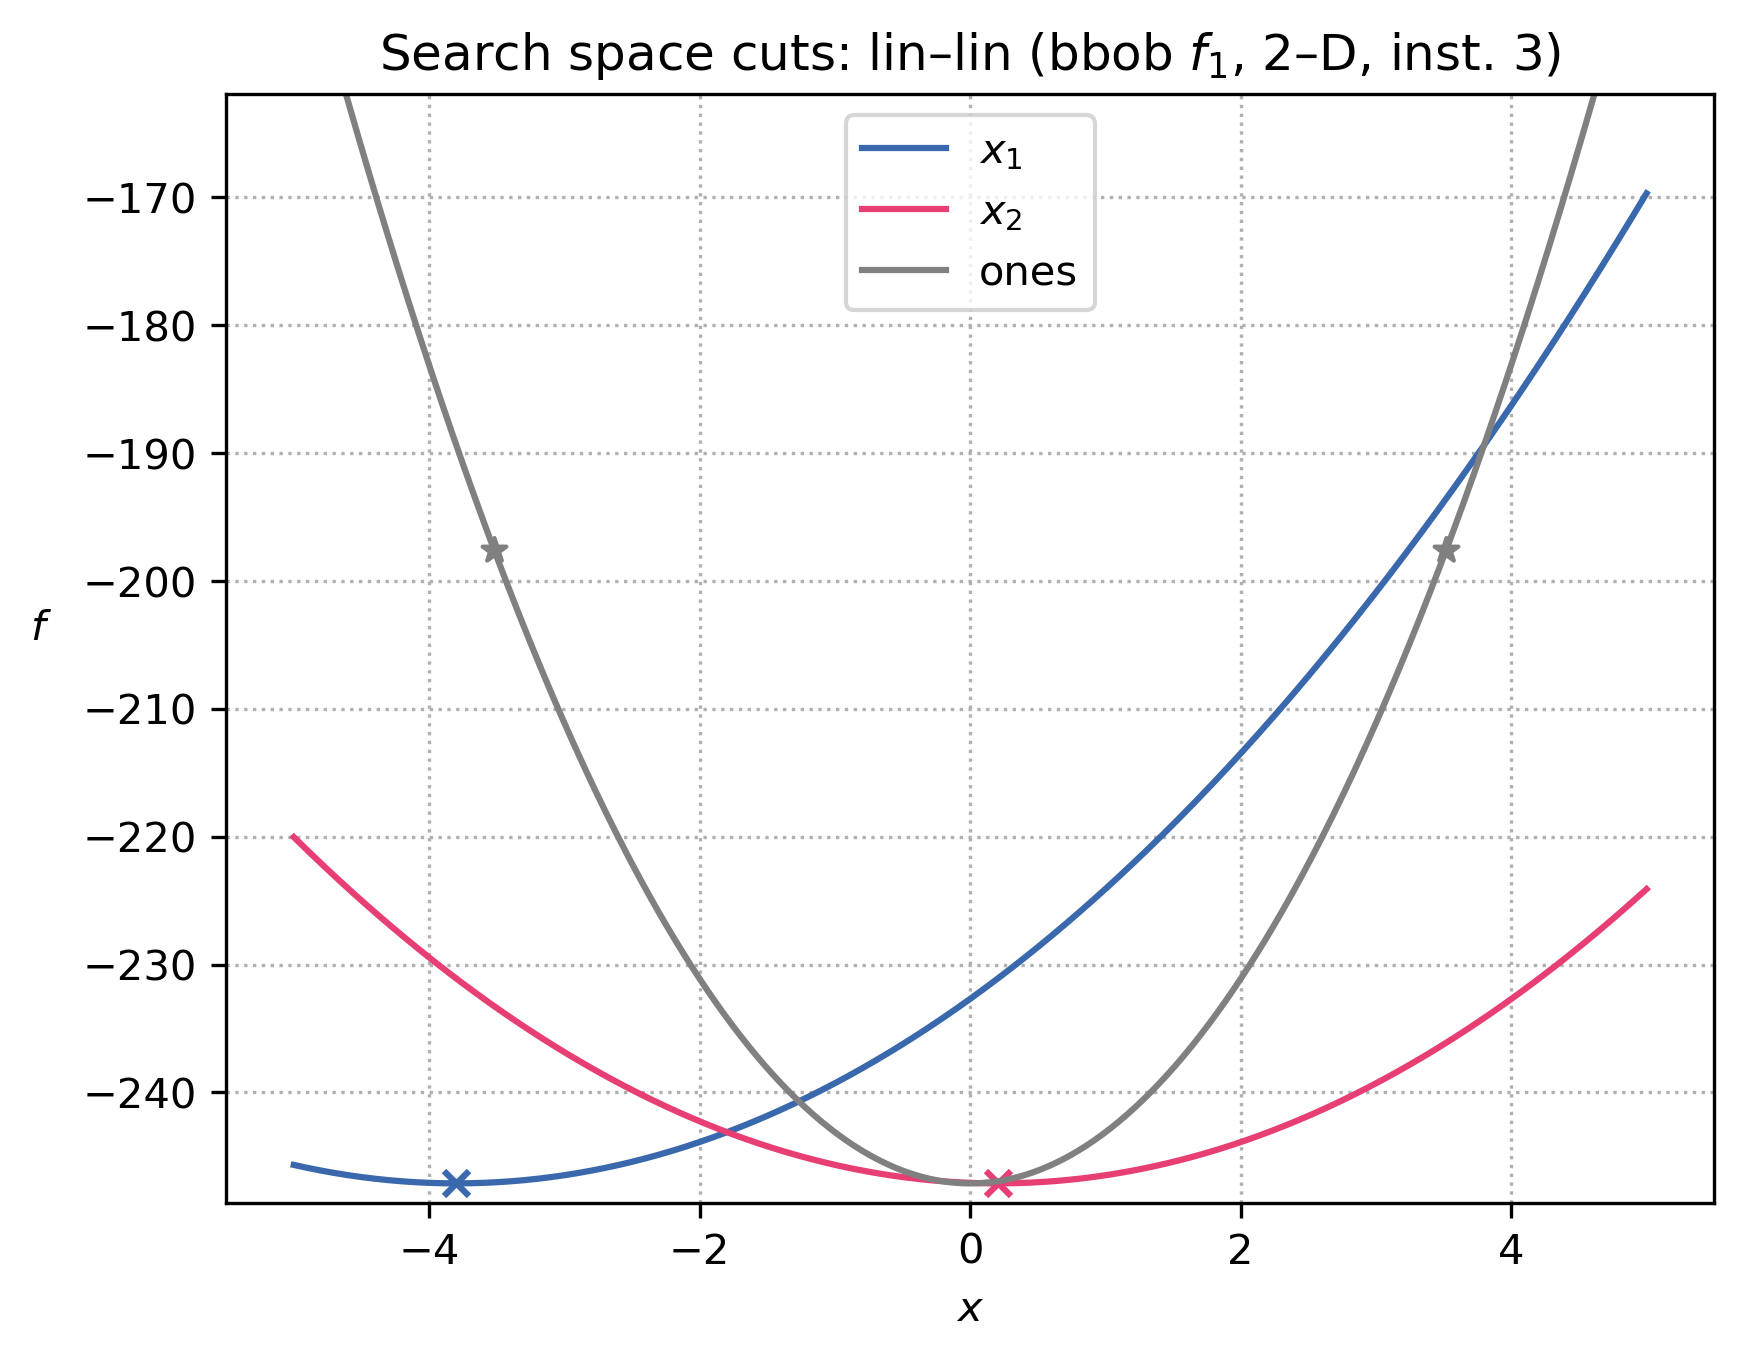 Search space cuts: lin–lin (bbob f₁, 2–D, inst. 3)
x₁
x₂
ones
−170
−180
−190
−200
f
−210
−220
−230
−240
−4 −2 0 2 4
x